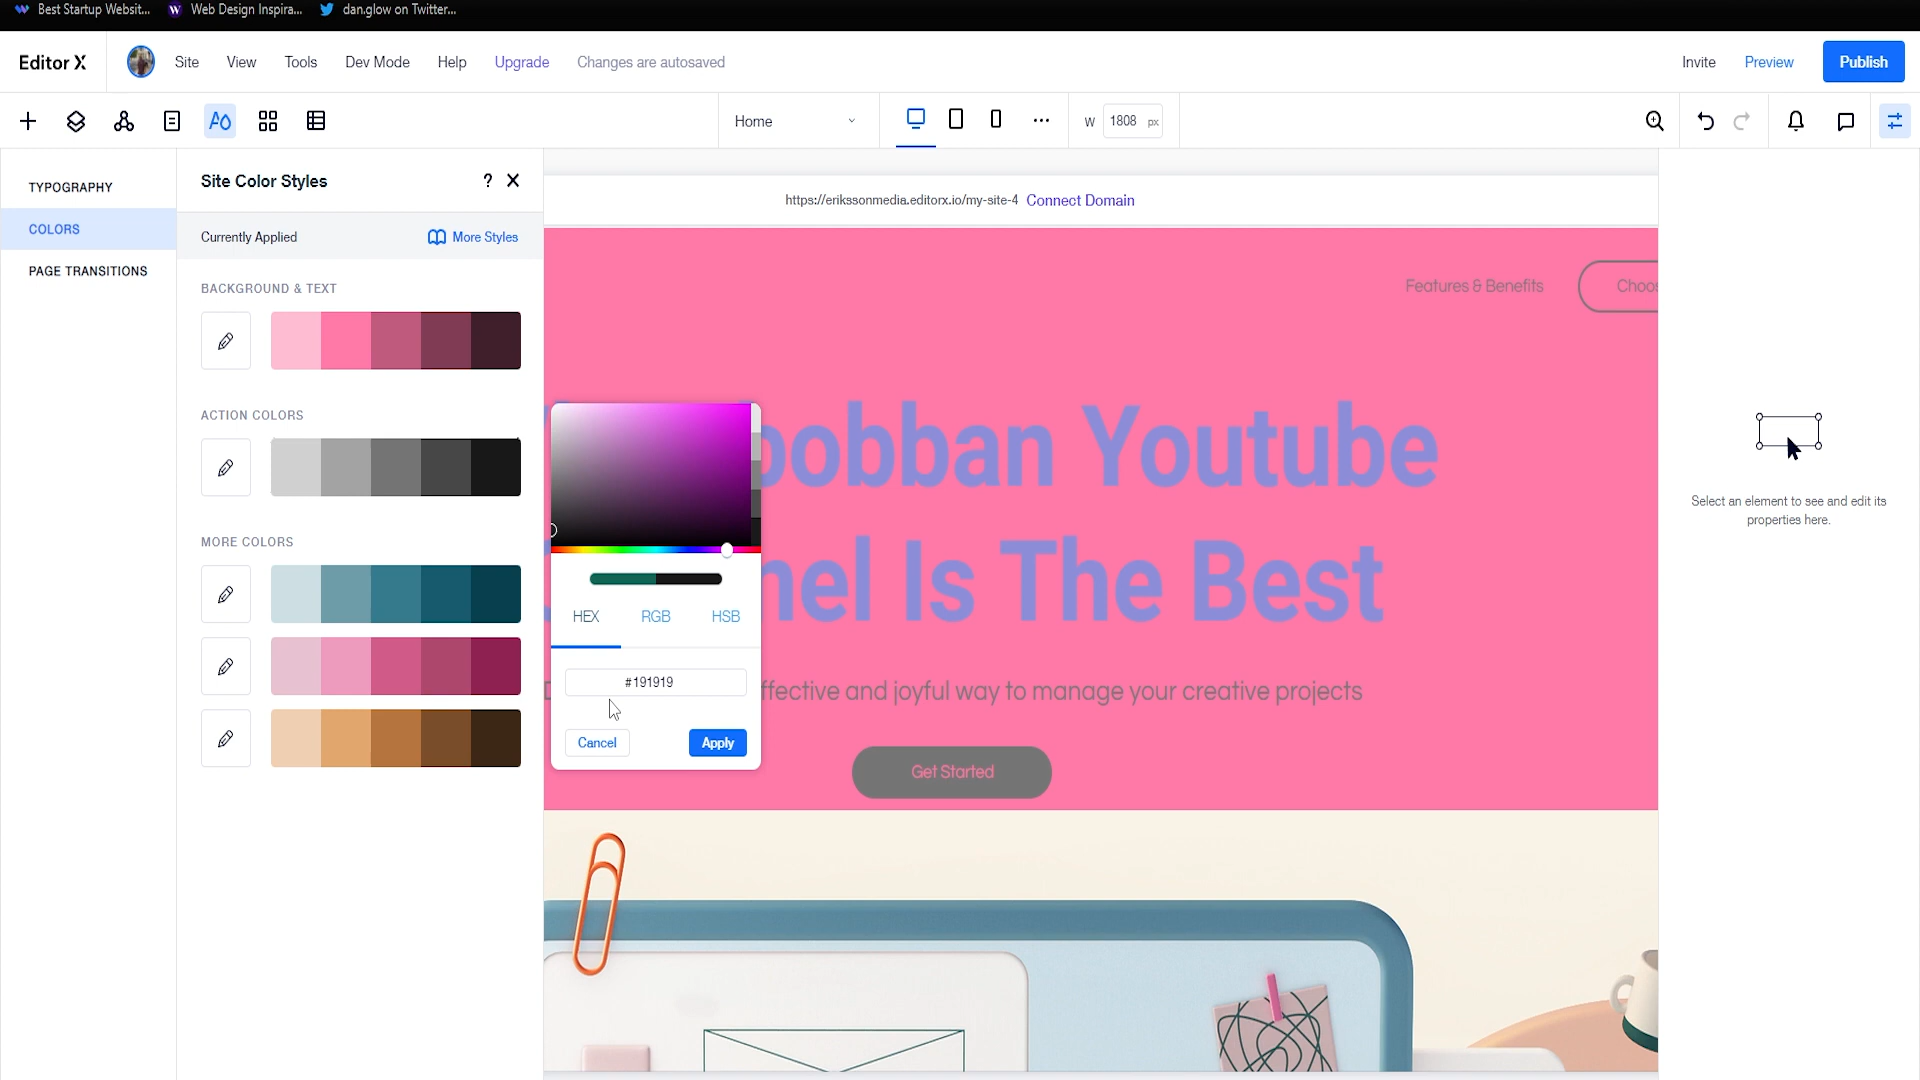 Best Startup Websit...
Web Design Inspira...
dan.glow on Twitter...
Editor X
Site
View
Tools
Dev Mode
Help
Upgrade
Changes are autosaved
Invite
Preview
Publish
Home
W
1808
px
TYPOGRAPHY
COLORS
PAGE TRANSITIONS
Site Color Styles
?
Currently Applied
More Styles
BACKGROUND & TEXT
ACTION COLORS
MORE COLORS
https://erikssonmedia.editorx.io/my-site-4 Connect Domain
Features & Benefits
Choos
bobban Youtube
nel Is The Best
ffective and joyful way to manage your creative projects
Get Started
HEX
RGB
HSB
#191919
Cancel
Apply
Select an element to see and edit its
properties here.